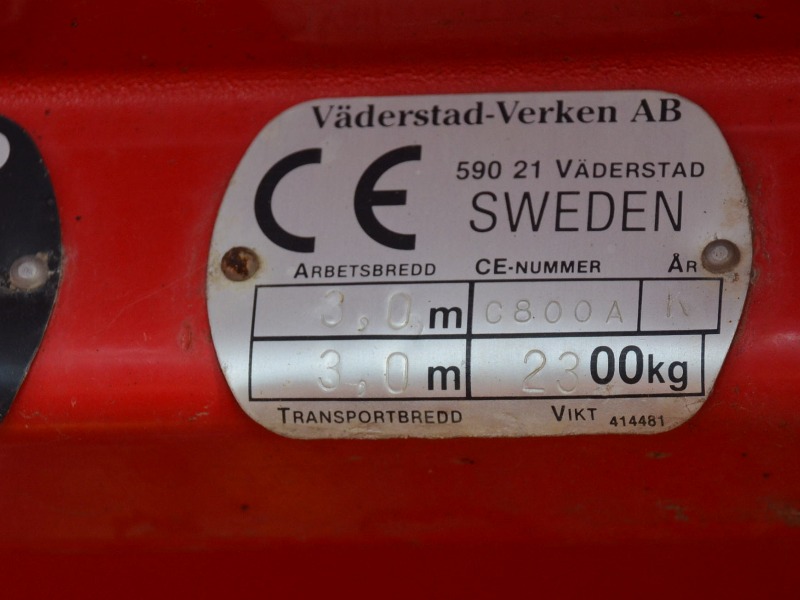 Väderstad-Verken AB
CE
590 21 VÄDERSTAD
SWEDEN
ARBETSBREDD CE-NUMMER ÅR
3,0 m C800A K
3,0 m 2300kg
TRANSPORTBREDD VIKT 414481